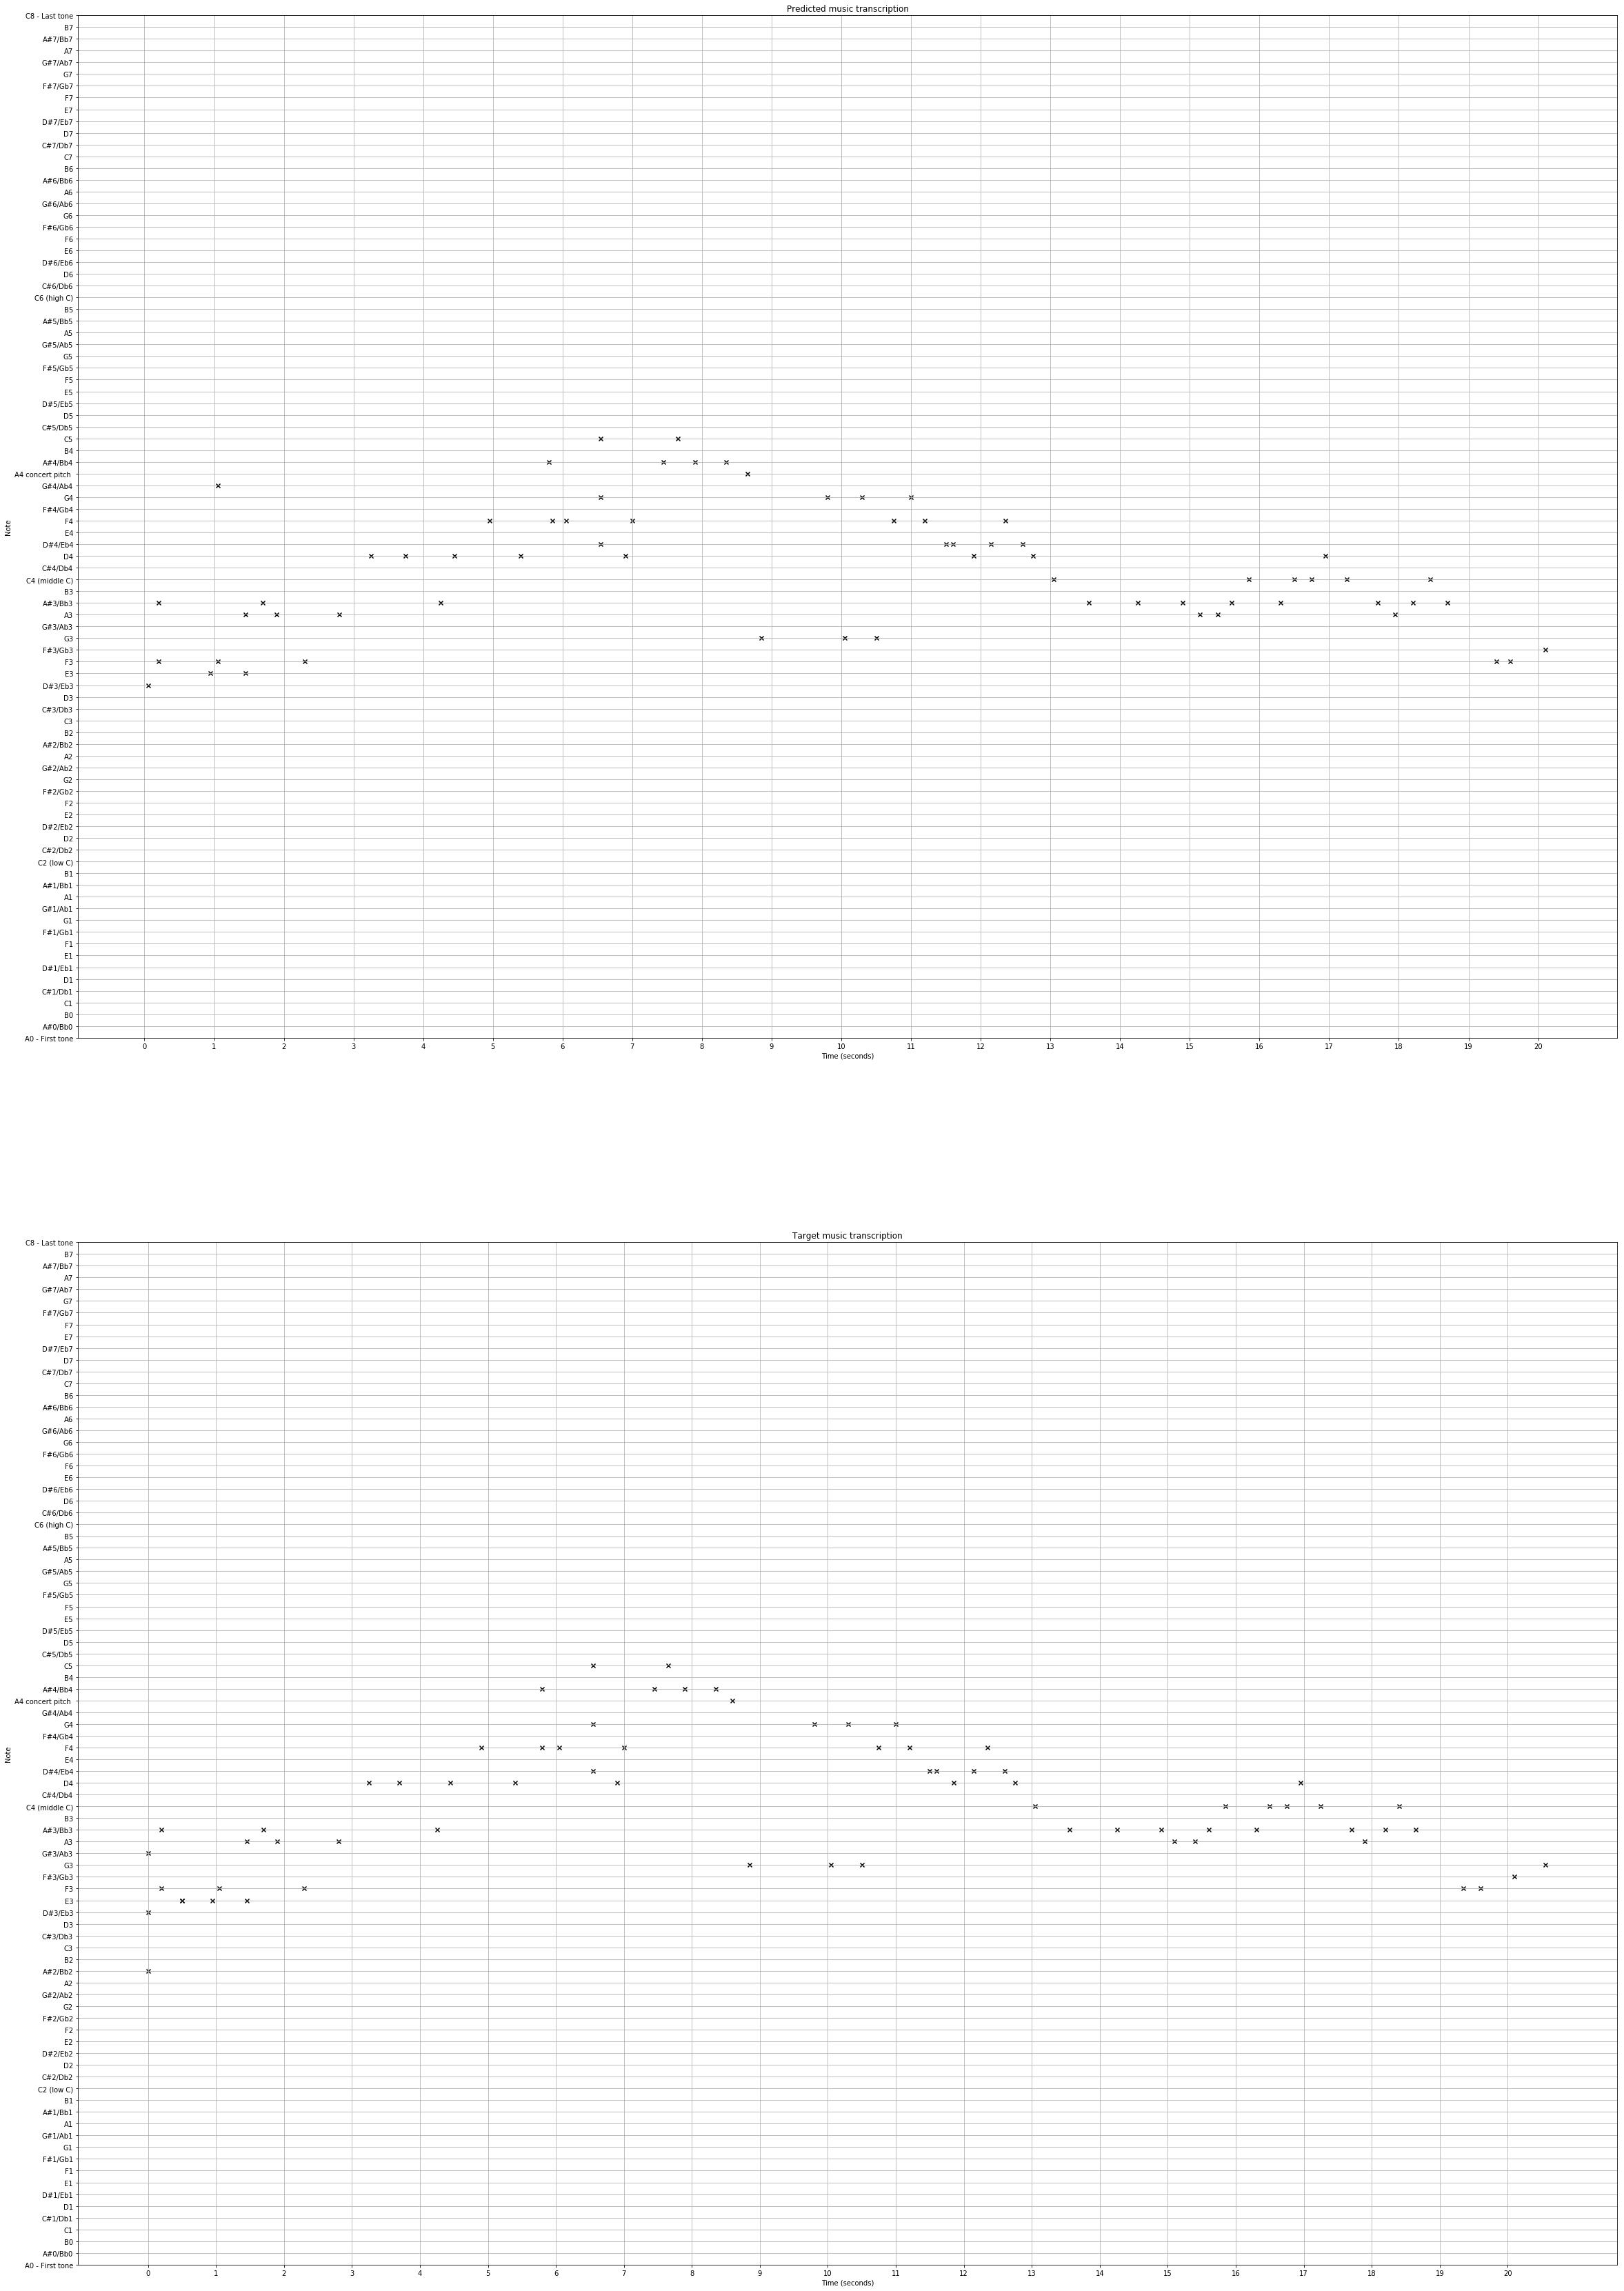 Predicted music transcription
C8 - Last tone
B7
A#7/Bb7
A7
G#7/Ab7
G7
F#7/Gb7
F7
E7
D#7/Eb7
D7
C#7/Db7
C7
B6
A#6/Bb6
A6
G#6/Ab6
G6
F#6/Gb6
F6
E6
D#6/Eb6
D6
C#6/Db6
C6 (high C)
B5
A#5/Bb5
A5
G#5/Ab5
G5
F#5/Gb5
F5
E5
D#5/Eb5
D5
C#5/Db5
C5
B4
A#4/Bb4
A4 concert pitch
G#4/Ab4
G4
F#4/Gb4
F4
E4
D#4/Eb4
D4
C#4/Db4
C4 (middle C)
B3
A#3/Bb3
A3
G#3/Ab3
G3
F#3/Gb3
F3
E3
D#3/Eb3
D3
C#3/Db3
C3
B2
A#2/Bb2
A2
G#2/Ab2
G2
F#2/Gb2
F2
E2
D#2/Eb2
D2
C#2/Db2
C2 (low C)
B1
A#1/Bb1
A1
G#1/Ab1
G1
F#1/Gb1
F1
E1
D#1/Eb1
D1
C#1/Db1
C1
B0
A#0/Bb0
A0 - First tone
Note
0 1 2 3 4 5 6 7 8 9 10 11 12 13 14 15 16 17 18 19 20
Time (seconds)
Target music transcription
C8 - Last tone
B7
A#7/Bb7
A7
G#7/Ab7
G7
F#7/Gb7
F7
E7
D#7/Eb7
D7
C#7/Db7
C7
B6
A#6/Bb6
A6
G#6/Ab6
G6
F#6/Gb6
F6
E6
D#6/Eb6
D6
C#6/Db6
C6 (high C)
B5
A#5/Bb5
A5
G#5/Ab5
G5
F#5/Gb5
F5
E5
D#5/Eb5
D5
C#5/Db5
C5
B4
A#4/Bb4
A4 concert pitch
G#4/Ab4
G4
F#4/Gb4
F4
E4
D#4/Eb4
D4
C#4/Db4
C4 (middle C)
B3
A#3/Bb3
A3
G#3/Ab3
G3
F#3/Gb3
F3
E3
D#3/Eb3
D3
C#3/Db3
C3
B2
A#2/Bb2
A2
G#2/Ab2
G2
F#2/Gb2
F2
E2
D#2/Eb2
D2
C#2/Db2
C2 (low C)
B1
A#1/Bb1
A1
G#1/Ab1
G1
F#1/Gb1
F1
E1
D#1/Eb1
D1
C#1/Db1
C1
B0
A#0/Bb0
A0 - First tone
Note
0 1 2 3 4 5 6 7 8 9 10 11 12 13 14 15 16 17 18 19 20
Time (seconds)